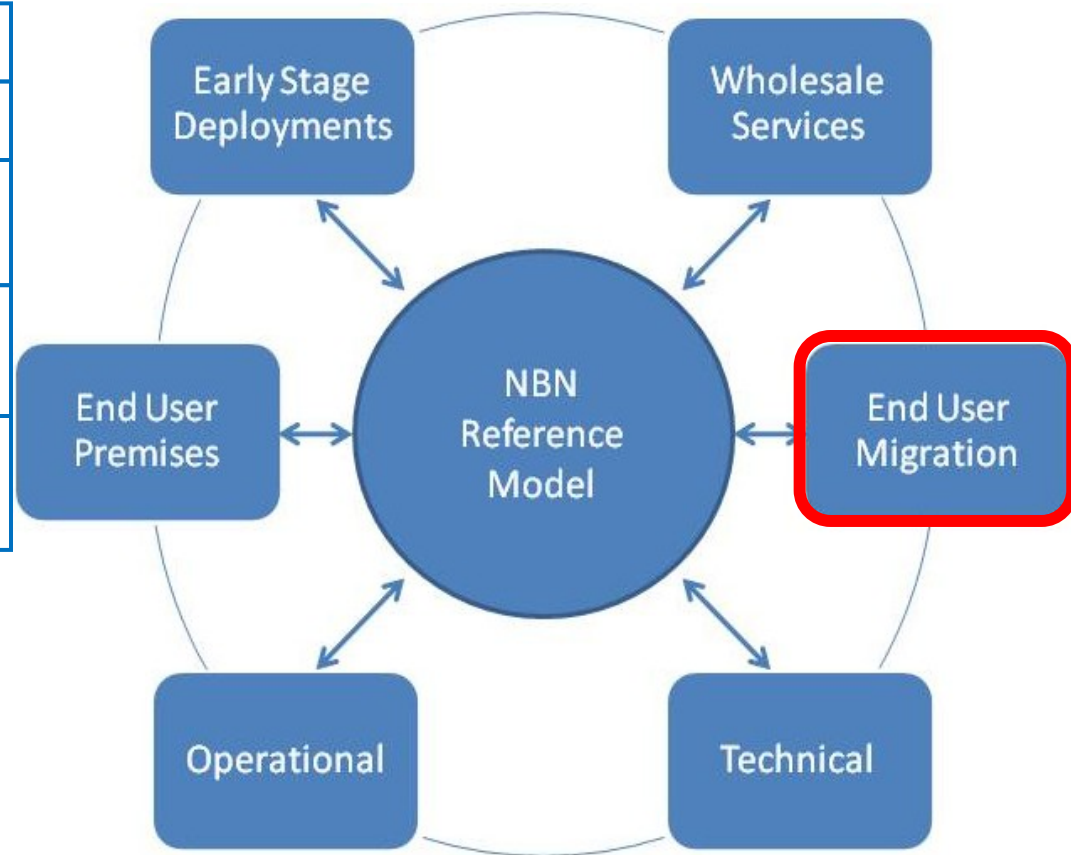 Early Stage
Deployments
Wholesale
Services
End User
Premises
NBN
Reference
Model
End User
Migration
Operational
Technical